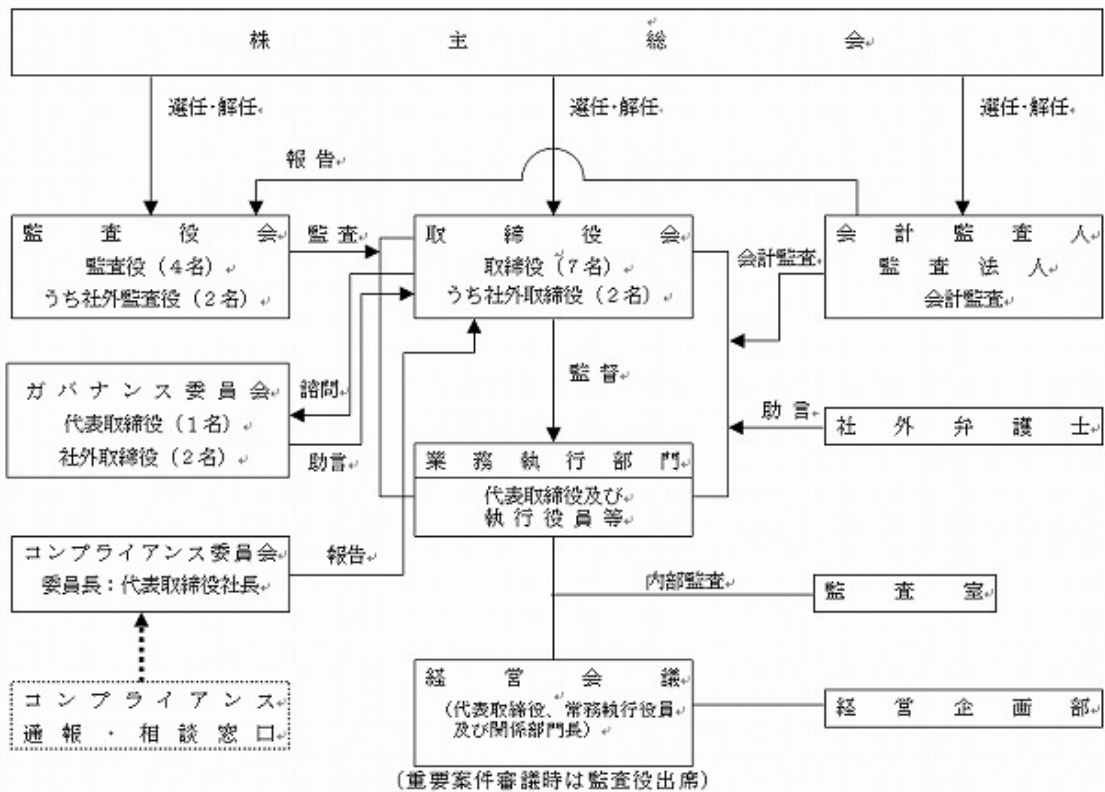 株主総会
選任・解任
選任・解任
選任・解任
報告
監査役会
監査役(4名)
うち社外監査役(2名)
監査
取締役会
取締役(7名)
うち社外取締役(2名)
会計監査
会計監査人
監査法人
会計監査
監督
ガバナンス委員会
代表取締役(1名)
社外取締役(2名)
諮問
助言
助言
社外弁護士
業務執行部門
代表取締役及び
執行役員等
コンプライアンス委員会
委員長:代表取締役社長
報告
内部監査
監査室
コンプライアンス
通報・相談窓口
経営会議
(代表取締役、常務執行役員
及び関係部門長)
経営企画部
(重要案件審議時は監査役出席)